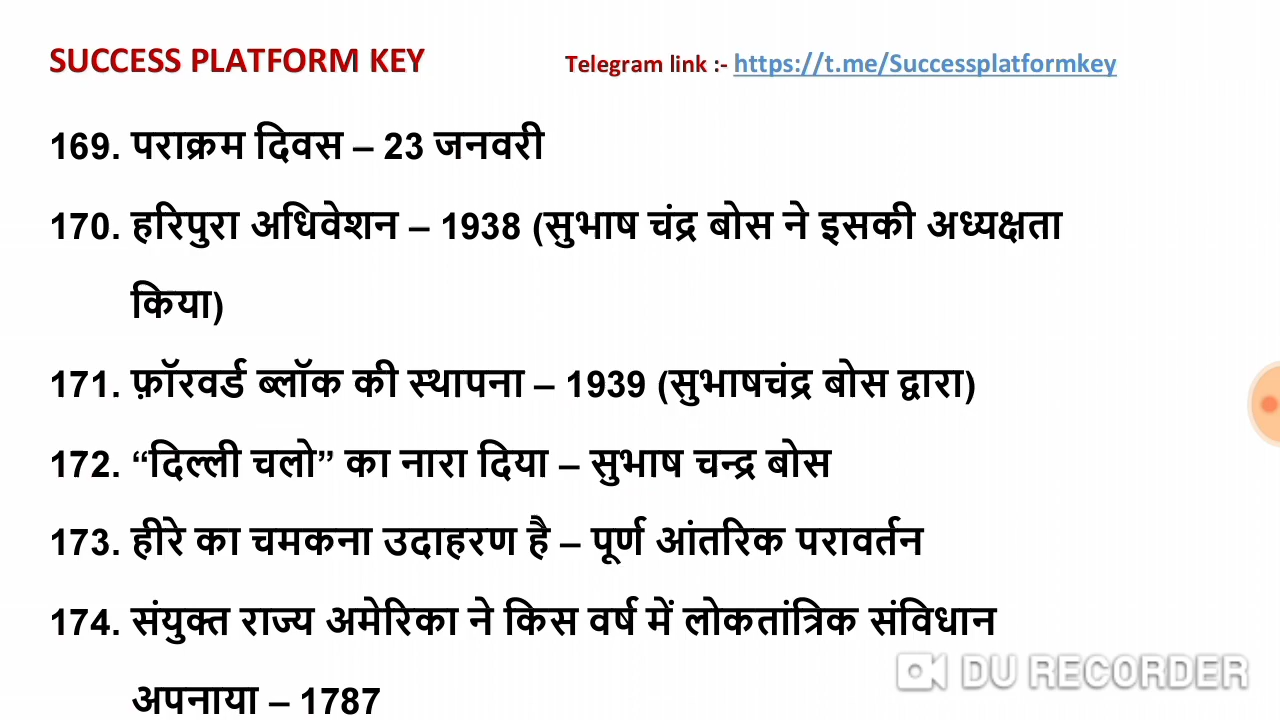 SUCCESS PLATFORM KEY Telegram link :- https://t.me/Successplatformkey
169. पराक्रम दिवस – 23 जनवरी
170. हरिपुरा अधिवेशन – 1938 (सुभाष चंद्र बोस ने इसकी अध्यक्षता
किया)
171. फ़ॉरवर्ड ब्लॉक की स्थापना – 1939 (सुभाषचंद्र बोस द्वारा)
172. “दिल्ली चलो” का नारा दिया – सुभाष चन्द्र बोस
173. हीरे का चमकना उदाहरण है – पूर्ण आंतरिक परावर्तन
174. संयुक्त राज्य अमेरिका ने किस वर्ष में लोकतांत्रिक संविधान
अपनाया – 1787
DU RECORDER